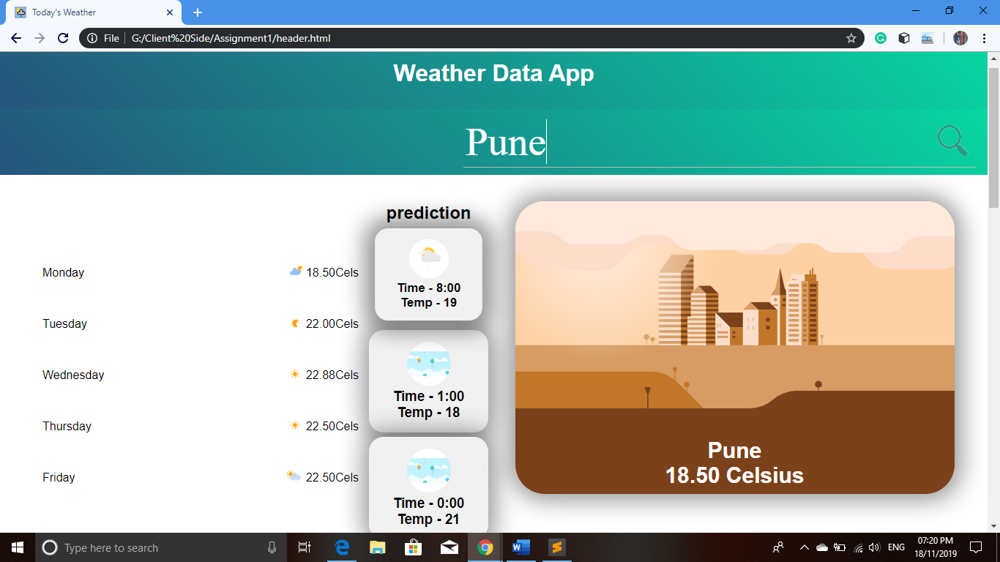 Today's Weather
File G:/Client%20Side/Assignment1/header.html
Weather Data App
Pune
prediction
Monday 18.50Cels
Tuesday 22.00Cels
Wednesday 22.88Cels
Thursday 22.50Cels
Friday 22.50Cels
Time - 8:00
Temp - 19
Time - 1:00
Temp - 18
Time - 0:00
Temp - 21
Pune
18.50 Celsius
Type here to search
ENG
07:20 PM
18/11/2019